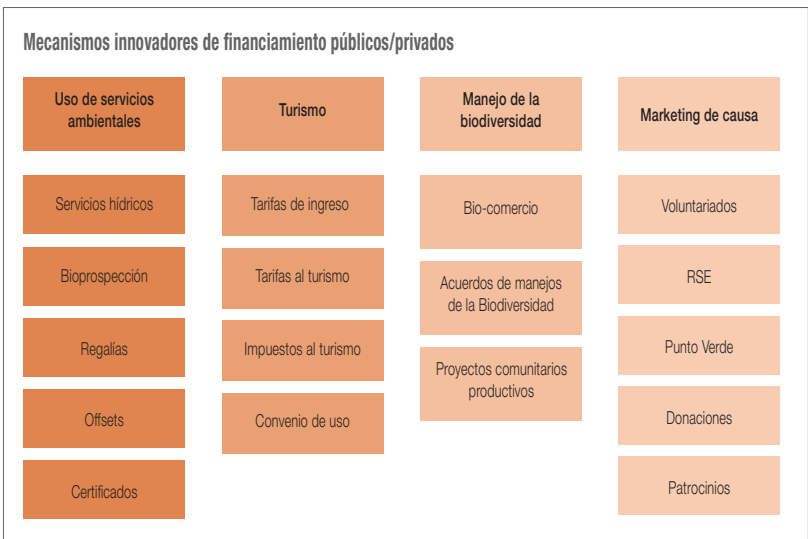 Mecanismos innovadores de financiamiento públicos/privados
Uso de servicios
ambientales
Servicios hídricos
Bioprospección
Regalías
Offsets
Certificados
Turismo
Tarifas de ingreso
Tarifas al turismo
Impuestos al turismo
Convenio de uso
Manejo de la
biodiversidad
Bio-comercio
Acuerdos de manejos
de la Biodiversidad
Proyectos comunitarios
productivos
Marketing de causa
Voluntariados
RSE
Punto Verde
Donaciones
Patrocinios